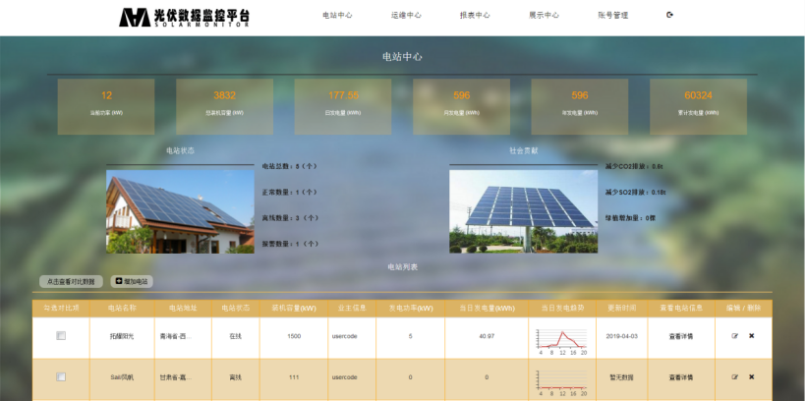 光伏数据监控平台
SOLARMONITOR
电站中心 运维中心 报表中心 展示中心 账号管理
电站中心
12 3832 177.55 596 596 60324
当前功率 (kW) 总装机容量 (kW) 日发电量 (kWh) 月发电量 (kWh) 年发电量 (kWh) 累计发电量 (kWh)
电站状态 社会贡献
电站总数：5（个） 减少CO2排放：
正常数量：1（个） 减少SO2排放：
离线数量：3（个） 绿植增加量：0棵
报警数量：1（个）
电站列表
点击查看对比数据 增加电站
勾选对比项 电站名称 电站地址 电站状态 装机容量(kW) 业主信息 发电功率(kW) 当日发电量(kWh) 当日发电趋势 更新时间 查看电站信息 编辑 / 删除
拓耀阳光 青海省-西... 在线 1500 usercode 5 40.97 2019-04-03 查看详情
4 8 12 16 20
甘肃省-嘉... 离线 111 usercode 0 0 暂无数据 查看详情
4 8 12 16 20